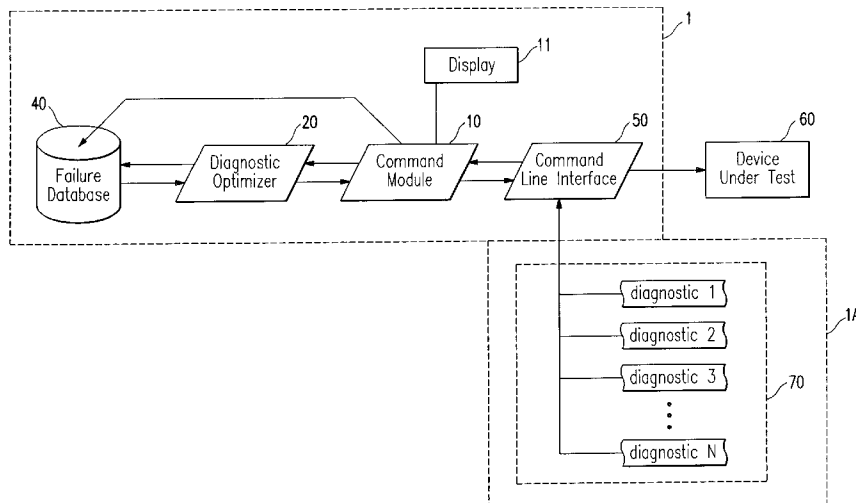 1
11
Display
40
20
10
50
60
Failure
Database
Diagnostic
Optimizer
Command
Module
Command
Line Interface
Device
Under Test
diagnostic 1
diagnostic 2
diagnostic 3
diagnostic N
1A
70